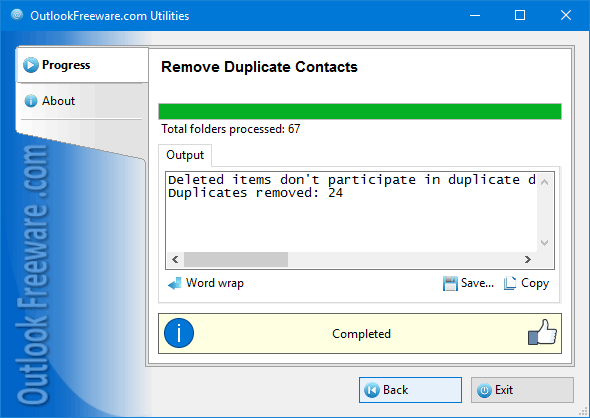 OutlookFreeware.com Utilities
Progress
About
Outlook Freeware .com
Remove Duplicate Contacts
Total folders processed: 67
Output
Deleted items don't participate in duplicate d
Duplicates removed: 24
Word wrap
Save...
Copy
Completed
Back
Exit